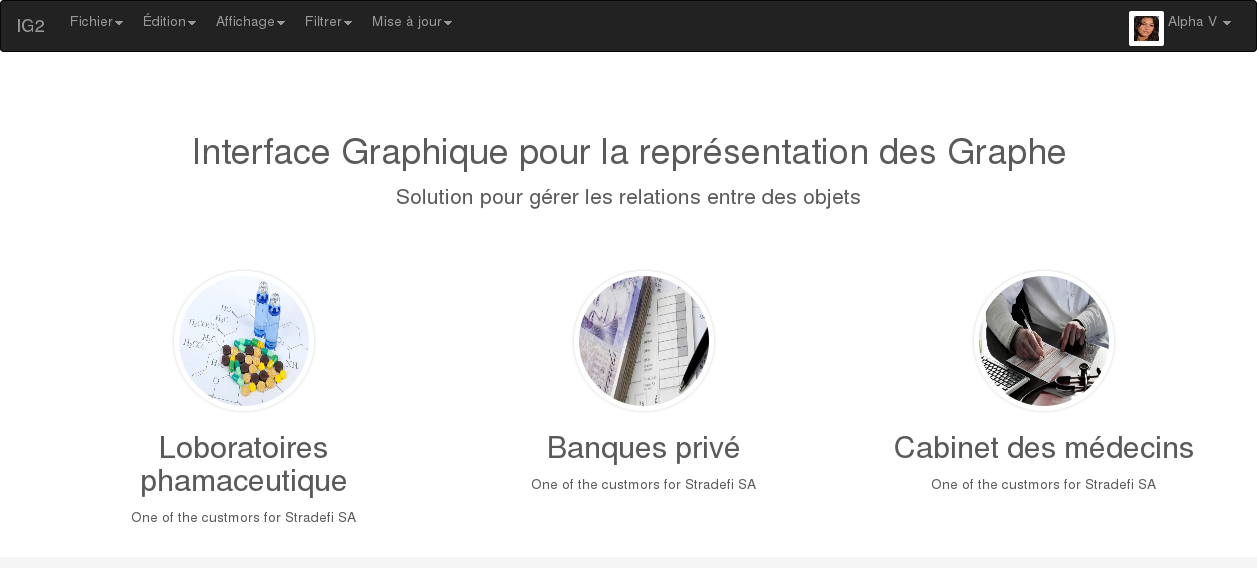 IG2 Fichier Édition Affichage Filtrer Mise à jour Alpha V
Interface Graphique pour la représentation des Graphe
Solution pour gérer les relations entre des objets
Loboratoires
phamaceutique
One of the custmors for Stradefi SA
Banques privé
One of the custmors for Stradefi SA
Cabinet des médecins
One of the custmors for Stradefi SA